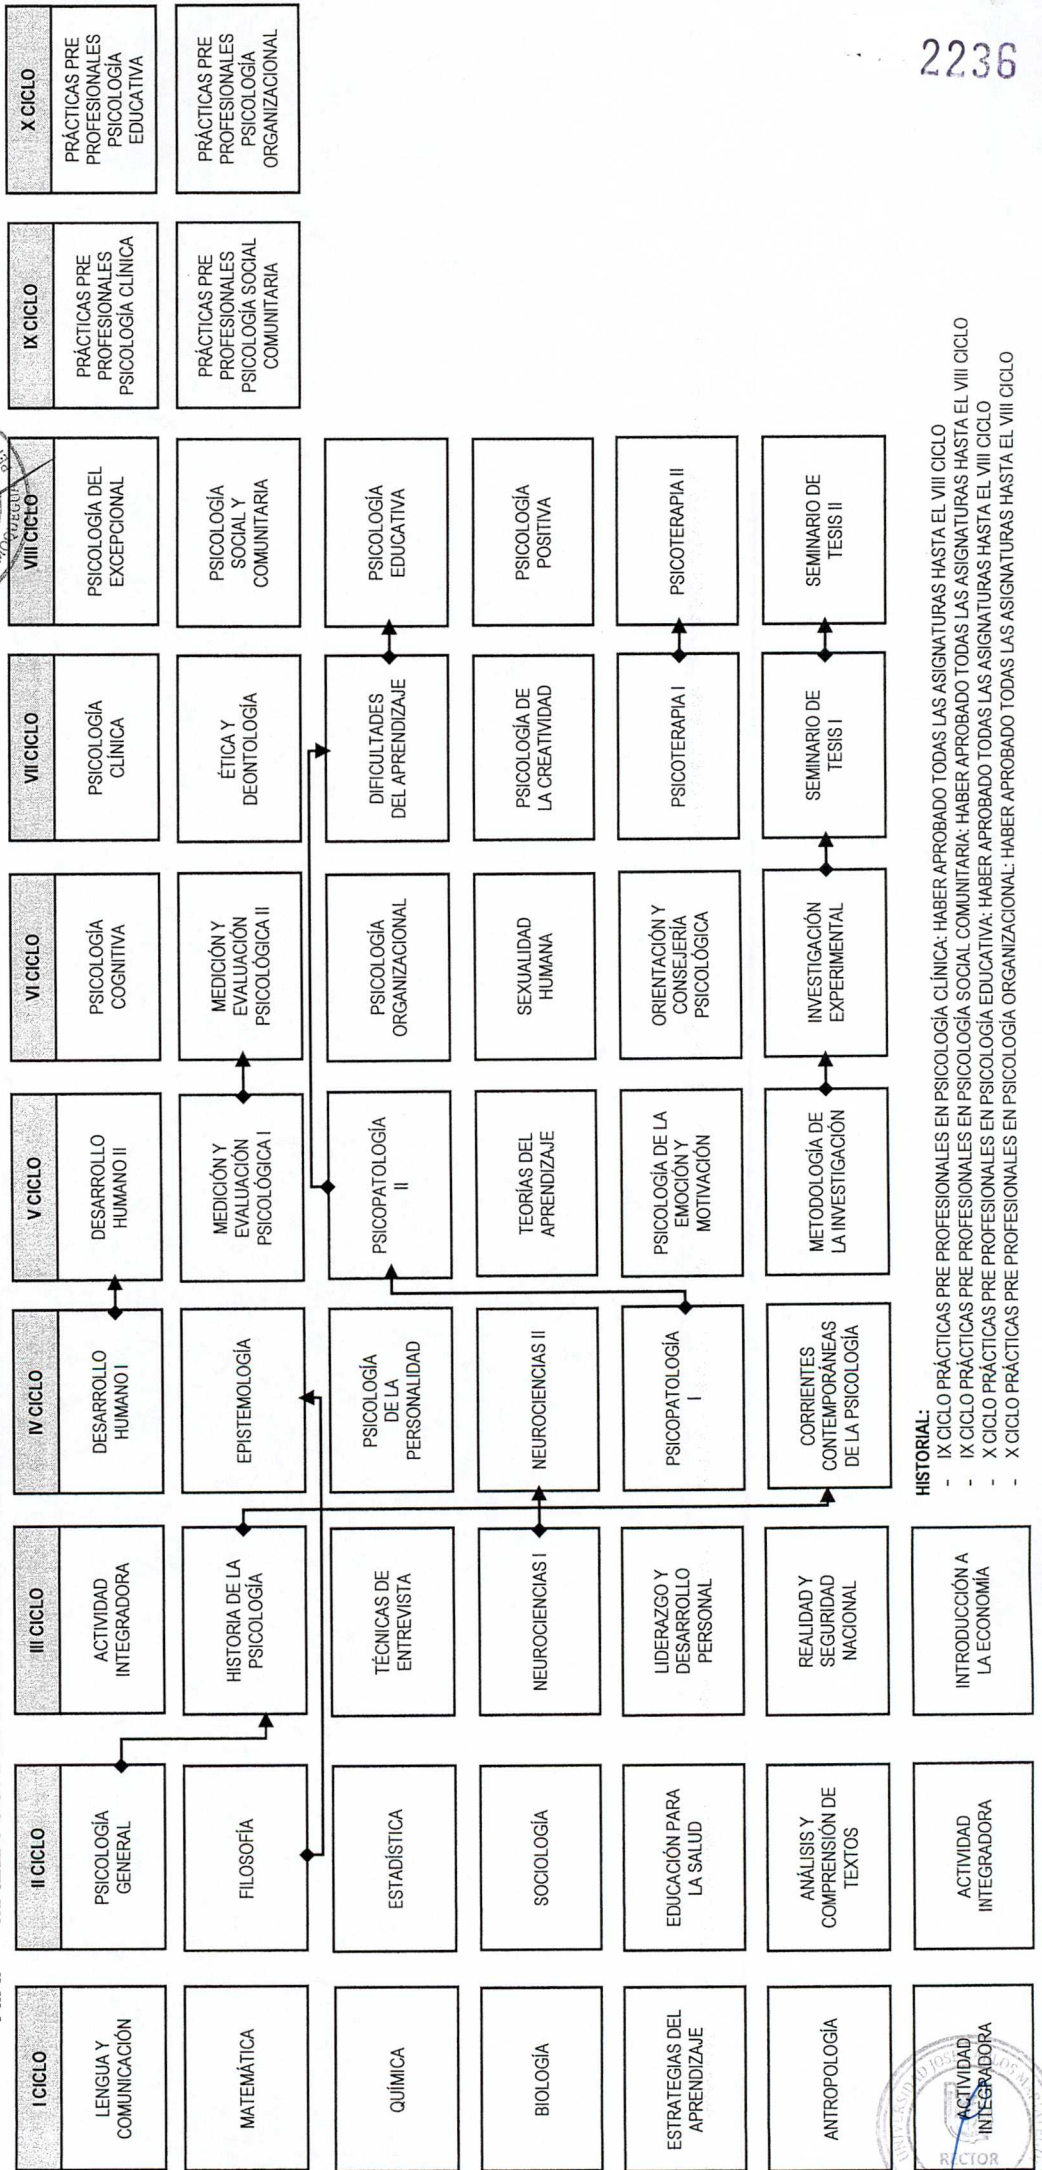 2236
I CICLO
LENGUA Y
COMUNICACIÓN
MATEMÁTICA
QUÍMICA
BIOLOGÍA
ESTRATEGIAS DEL
APRENDIZAJE
ANTROPOLOGÍA
ACTIVIDAD
INTEGRADORA
II CICLO
PSICOLOGÍA
GENERAL
FILOSOFÍA
ESTADÍSTICA
SOCIOLOGÍA
EDUCACIÓN PARA
LA SALUD
ANÁLISIS Y
COMPRENSIÓN DE
TEXTOS
ACTIVIDAD
INTEGRADORA
III CICLO
ACTIVIDAD
INTEGRADORA
HISTORIA DE LA
PSICOLOGÍA
TÉCNICAS DE
ENTREVISTA
NEUROCIENCIAS I
LIDERAZGO Y
DESARROLLO
PERSONAL
REALIDAD Y
SEGURIDAD
NACIONAL
INTRODUCCIÓN A
LA ECONOMÍA
IV CICLO
DESARROLLO
HUMANO I
EPISTEMOLOGÍA
PSICOLOGÍA
DE LA
PERSONALIDAD
NEUROCIENCIAS II
PSICOPATOLOGÍA
I
CORRIENTES
CONTEMPORÁNEAS
DE LA PSICOLOGÍA
V CICLO
DESARROLLO
HUMANO II
MEDICIÓN Y
EVALUACIÓN
PSICOLÓGICA I
PSICOPATOLOGÍA
II
TEORÍAS DEL
APRENDIZAJE
PSICOLOGÍA DE LA
EMOCIÓN Y
MOTIVACIÓN
METODOLOGÍA DE
LA INVESTIGACIÓN
VI CICLO
PSICOLOGÍA
COGNITIVA
MEDICIÓN Y
EVALUACIÓN
PSICOLÓGICA II
PSICOLOGÍA
ORGANIZACIONAL
SEXUALIDAD
HUMANA
ORIENTACIÓN Y
CONSEJERÍA
PSICOLÓGICA
INVESTIGACIÓN
EXPERIMENTAL
VII CICLO
PSICOLOGÍA
CLÍNICA
ÉTICA Y
DEONTOLOGÍA
DIFICULTADES
DEL APRENDIZAJE
PSICOLOGÍA DE
LA CREATIVIDAD
PSICOTERAPIA I
SEMINARIO DE
TESIS I
VIII CICLO
PSICOLOGÍA DEL
EXCEPCIONAL
PSICOLOGÍA
SOCIAL Y
COMUNITARIA
PSICOLOGÍA
EDUCATIVA
PSICOLOGÍA
POSITIVA
PSICOTERAPIA II
SEMINARIO DE
TESIS II
IX CICLO
PRÁCTICAS PRE
PROFESIONALES
PSICOLOGÍA CLÍNICA
PRÁCTICAS PRE
PROFESIONALES
PSICOLOGÍA SOCIAL
COMUNITARIA
X CICLO
PRÁCTICAS PRE
PROFESIONALES
PSICOLOGÍA
EDUCATIVA
PRÁCTICAS PRE
PROFESIONALES
PSICOLOGÍA
ORGANIZACIONAL
HISTORIAL:
- IX CICLO PRÁCTICAS PRE PROFESIONALES EN PSICOLOGÍA CLÍNICA: HABER APROBADO TODAS LAS ASIGNATURAS HASTA EL VIII CICLO
- IX CICLO PRÁCTICAS PRE PROFESIONALES EN PSICOLOGÍA SOCIAL COMUNITARIA: HABER APROBADO TODAS LAS ASIGNATURAS HASTA EL VIII CICLO
- X CICLO PRÁCTICAS PRE PROFESIONALES EN PSICOLOGÍA EDUCATIVA: HABER APROBADO TODAS LAS ASIGNATURAS HASTA EL VIII CICLO
- X CICLO PRÁCTICAS PRE PROFESIONALES EN PSICOLOGÍA ORGANIZACIONAL: HABER APROBADO TODAS LAS ASIGNATURAS HASTA EL VIII CICLO
RECTOR